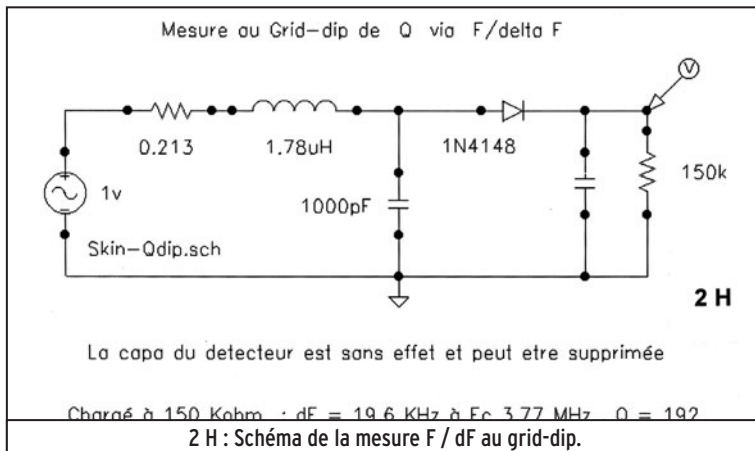 Mesure au Grid-dip de Q via F/delta F
V
0.213
1.78uH
1N4148
150k
1v
1000pF
Skin-Qdip.sch
2 H
La capa du detecteur est sans effet et peut etre supprimée
Chargé à 150 Kohm : dF = 19.6 KHz à Fc 3.77 MHz Q = 192
2 H : Schéma de la mesure F / dF au grid-dip.